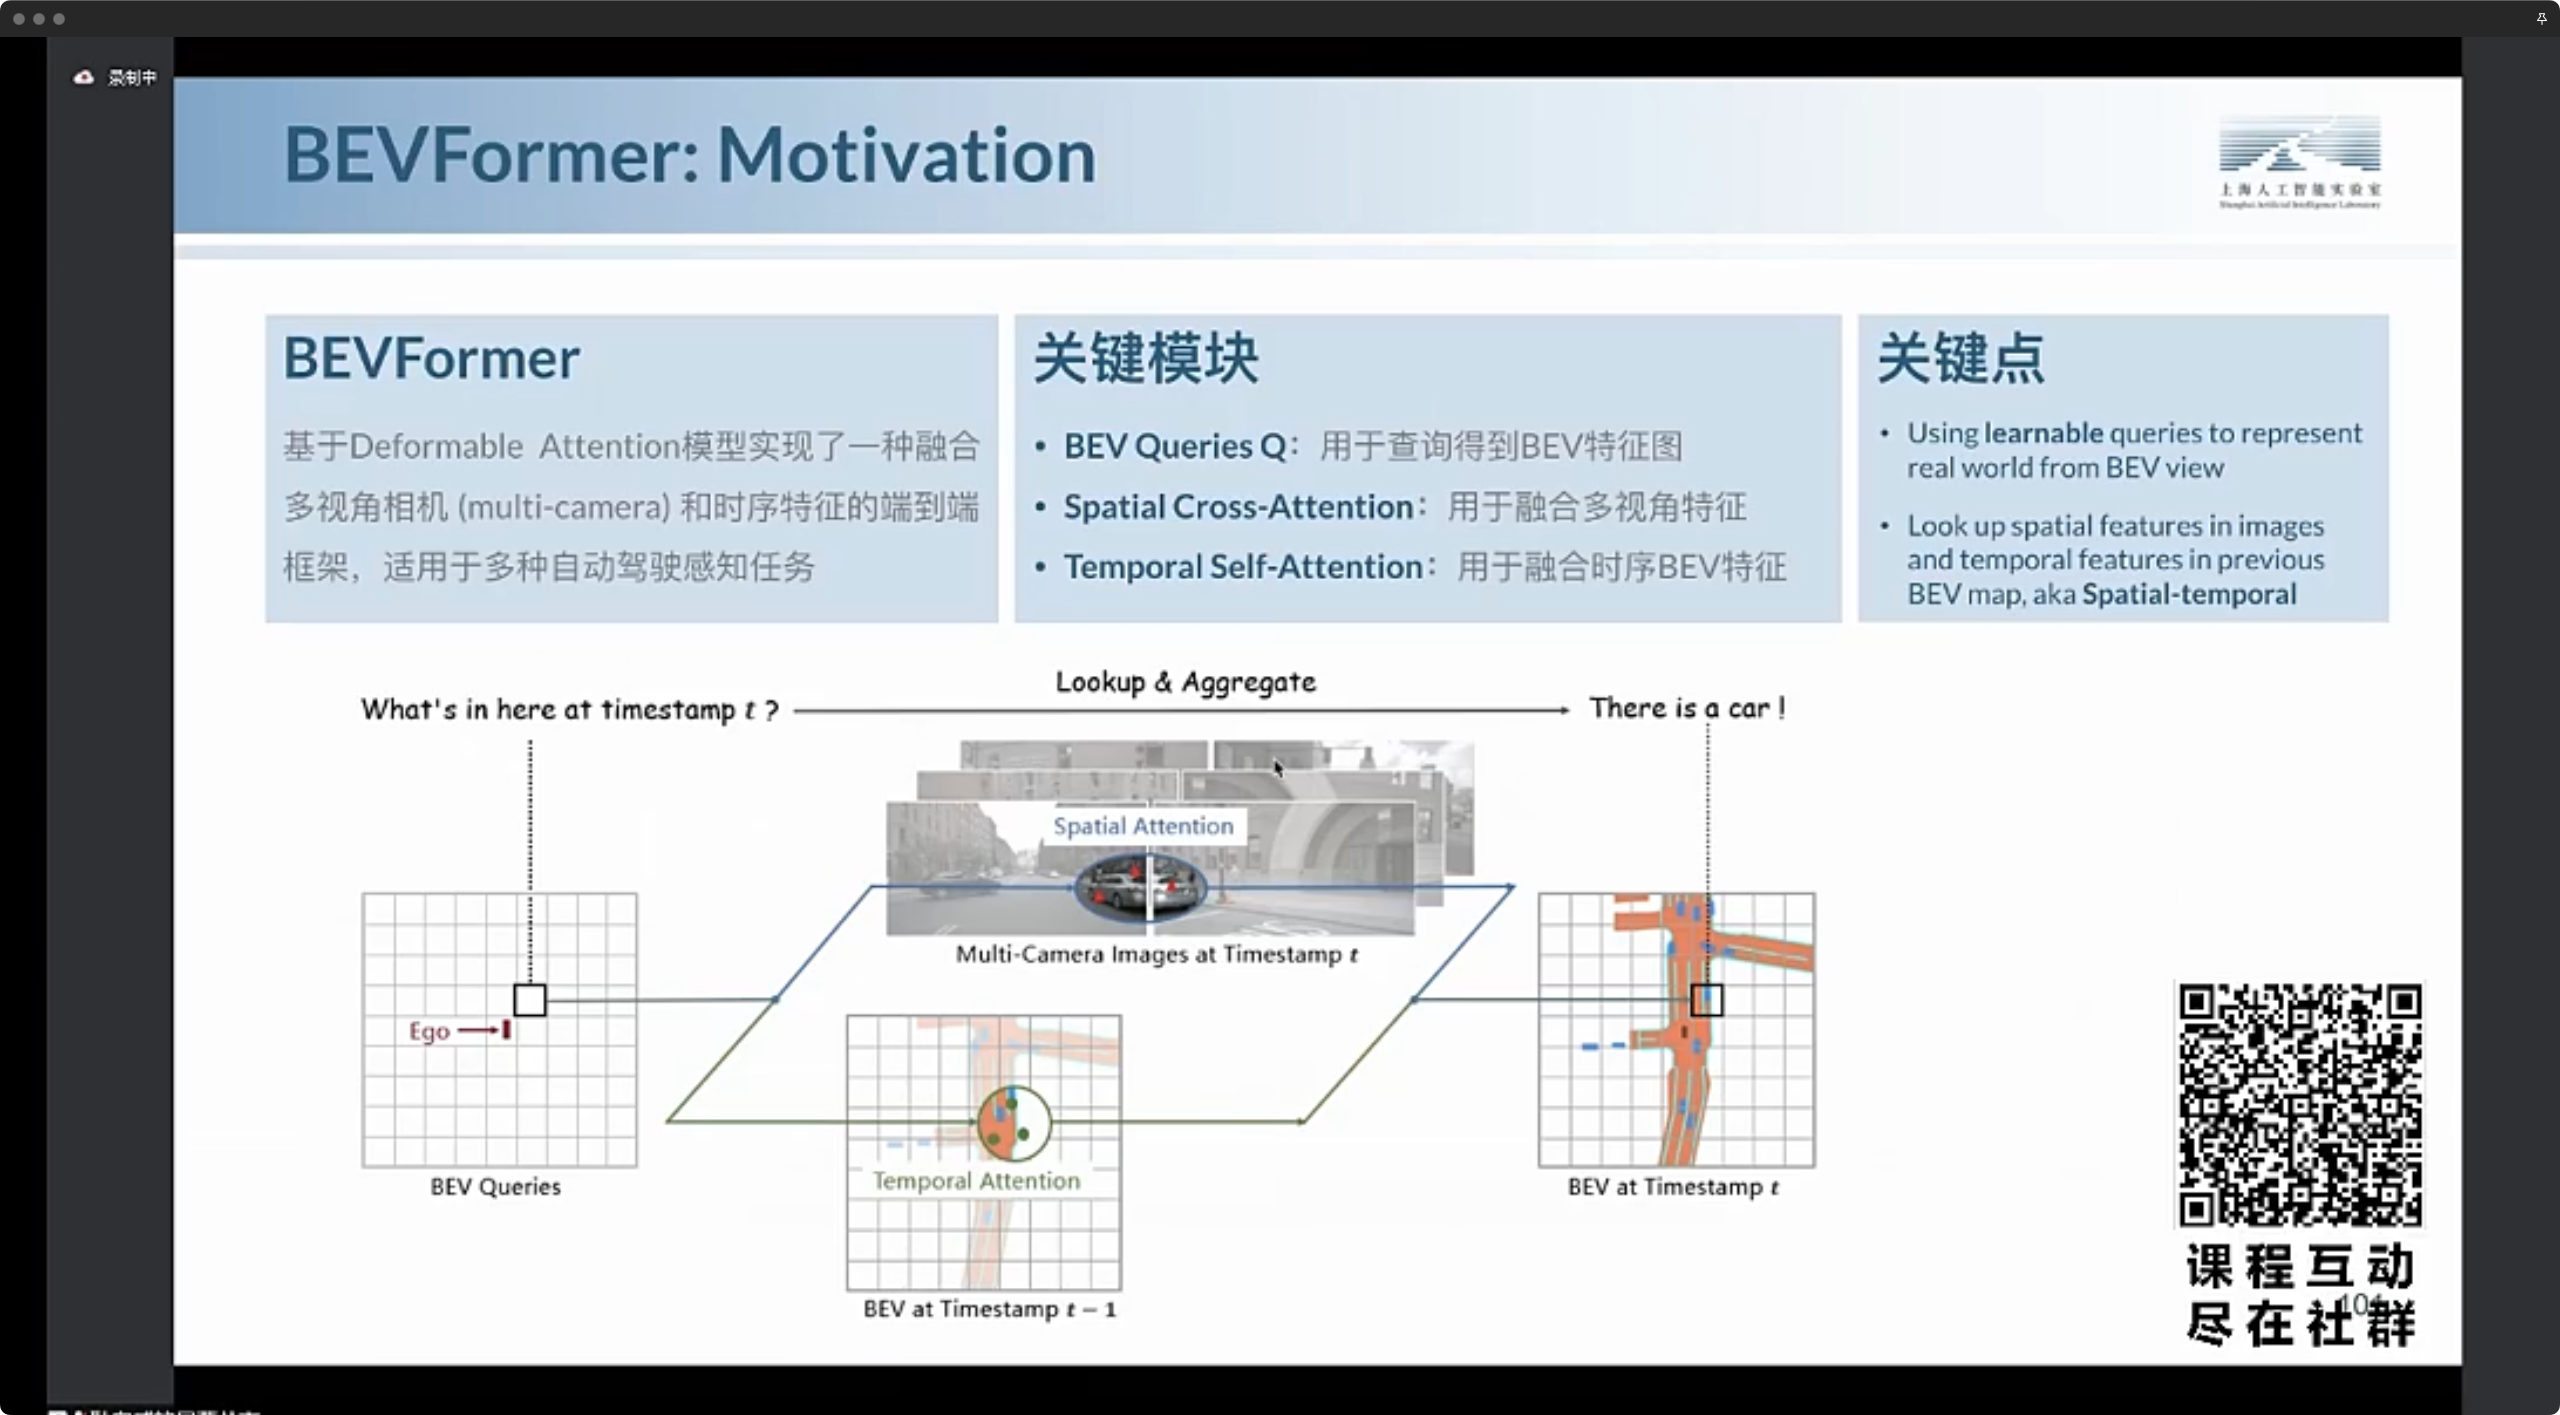 录制中
BEVFormer: Motivation
上海人工智能实验室
Shanghai Artificial Intelligence Laboratory
BEVFormer
基于Deformable Attention模型实现了一种融合
多视角相机 (multi-camera) 和时序特征的端到端
框架，适用于多种自动驾驶感知任务
关键模块
• BEV Queries Q：用于查询得到BEV特征图
• Spatial Cross-Attention：用于融合多视角特征
• Temporal Self-Attention：用于融合时序BEV特征
关键点
• Using learnable queries to represent
real world from BEV view
• Look up spatial features in images
and temporal features in previous
BEV map, aka Spatial-temporal
Lookup & Aggregate
What's in here at timestamp t ?
There is a car !
Spatial Attention
Multi-Camera Images at Timestamp t
Ego
BEV Queries
Temporal Attention
BEV at Timestamp t − 1
BEV at Timestamp t
课程互动
尽在社群